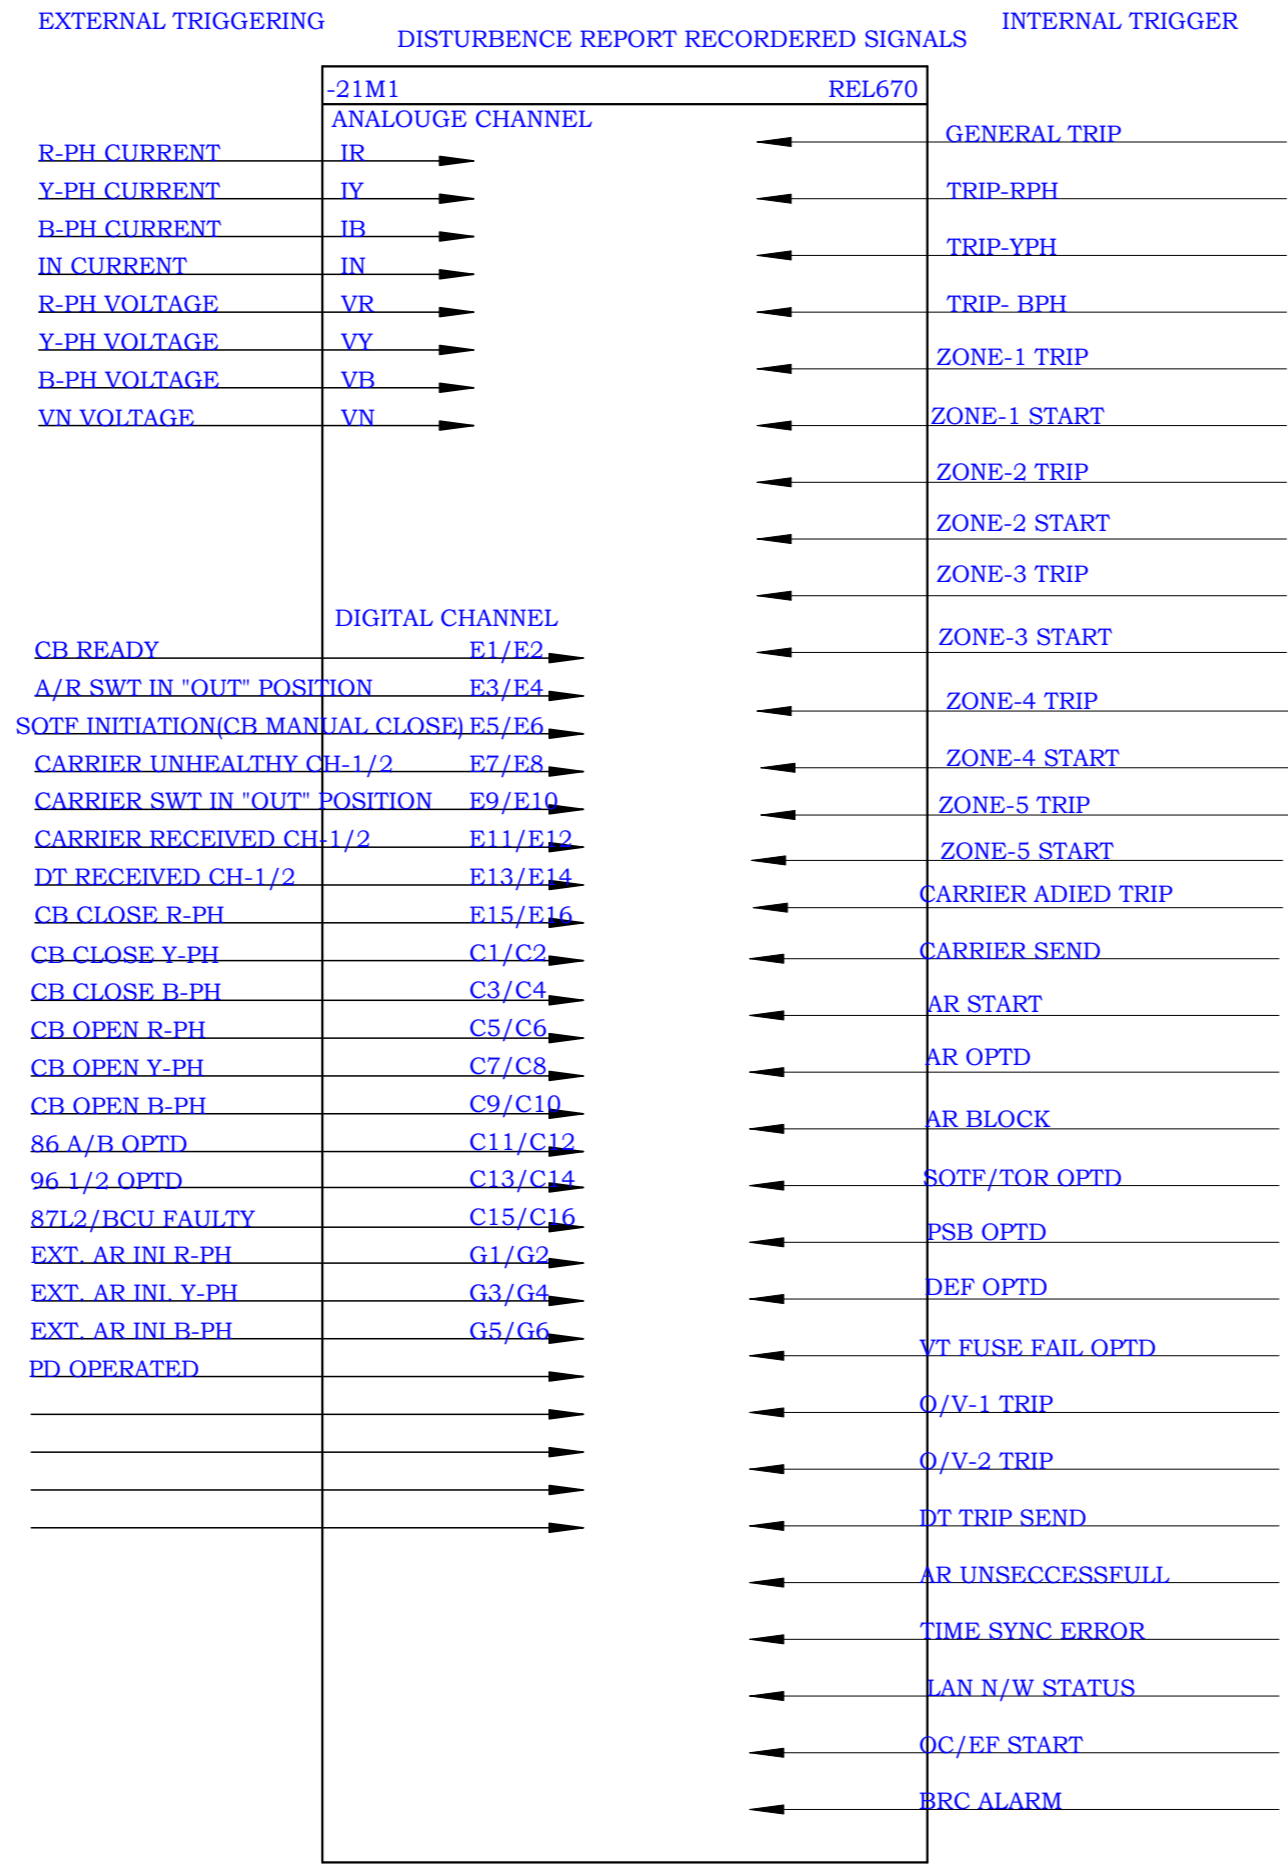 EXTERNAL TRIGGERING
DISTURBENCE REPORT RECORDERED SIGNALS
INTERNAL TRIGGER
-21M1 REL670
ANALOUGE CHANNEL
R-PH CURRENT IR
Y-PH CURRENT IY
B-PH CURRENT IB
IN CURRENT IN
R-PH VOLTAGE VR
Y-PH VOLTAGE VY
B-PH VOLTAGE VB
VN VOLTAGE VN
DIGITAL CHANNEL
CB READY E1/E2
A/R SWT IN "OUT" POSITION E3/E4
SOTF INITIATION(CB MANUAL CLOSE) E5/E6
CARRIER UNHEALTHY CH-1/2 E7/E8
CARRIER SWT IN "OUT" POSITION E9/E10
CARRIER RECEIVED CH-1/2 E11/E12
DT RECEIVED CH-1/2 E13/E14
CB CLOSE R-PH E15/E16
CB CLOSE Y-PH C1/C2
CB CLOSE B-PH C3/C4
CB OPEN R-PH C5/C6
CB OPEN Y-PH C7/C8
CB OPEN B-PH C9/C10
86 A/B OPTD C11/C12
96 1/2 OPTD C13/C14
87L2/BCU FAULTY C15/C16
EXT. AR INI R-PH G1/G2
EXT. AR INI. Y-PH G3/G4
EXT. AR INI B-PH G5/G6
PD OPERATED
GENERAL TRIP
TRIP-RPH
TRIP-YPH
TRIP- BPH
ZONE-1 TRIP
ZONE-1 START
ZONE-2 TRIP
ZONE-2 START
ZONE-3 TRIP
ZONE-3 START
ZONE-4 TRIP
ZONE-4 START
ZONE-5 TRIP
ZONE-5 START
CARRIER ADIED TRIP
CARRIER SEND
AR START
AR OPTD
AR BLOCK
SOTF/TOR OPTD
PSB OPTD
DEF OPTD
VT FUSE FAIL OPTD
O/V-1 TRIP
O/V-2 TRIP
DT TRIP SEND
AR UNSECCESSFULL
TIME SYNC ERROR
LAN N/W STATUS
OC/EF START
BRC ALARM